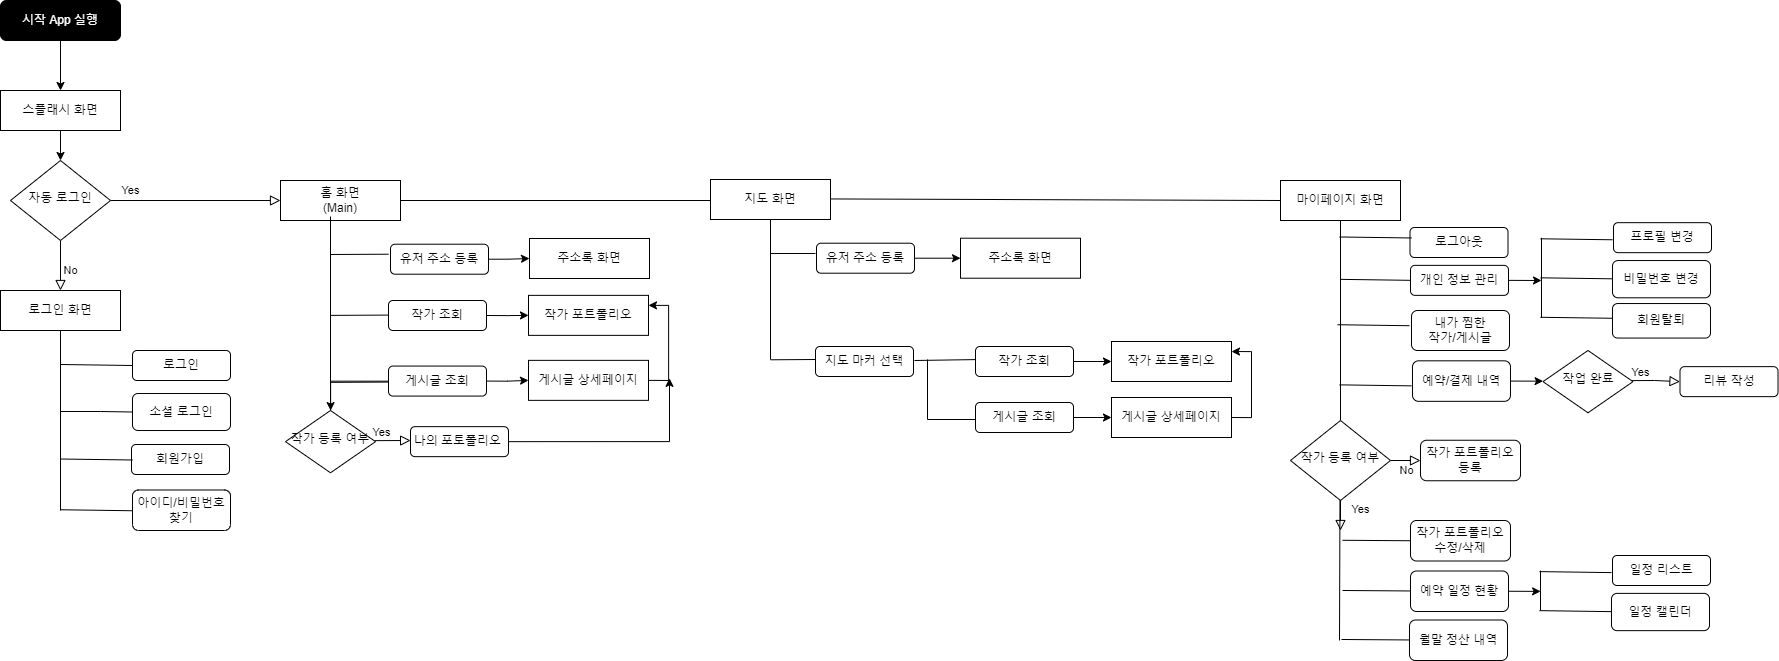 시작 App 실행
스플래시 화면
자동 로그인
Yes
No
로그인 화면
로그인
소셜 로그인
회원가입
아이디/비밀번호
찾기
홈 화면
(Main)
유저 주소 등록
주소록 화면
작가 조회
작가 포트폴리오
게시글 조회
게시글 상세페이지
작가 등록 여부
Yes
나의 포토폴리오
지도 화면
유저 주소 등록
주소록 화면
지도 마커 선택
작가 조회
작가 포트폴리오
게시글 조회
게시글 상세페이지
마이페이지 화면
로그아웃
개인 정보 관리
프로필 변경
비밀번호 변경
회원탈퇴
내가 찜한
작가/게시글
예약/결제 내역
작업 완료
Yes
리뷰 작성
작가 등록 여부
No
작가 포트폴리오
등록
Yes
작가 포트폴리오
수정/삭제
예약 일정 현황
일정 리스트
일정 캘린더
월말 정산 내역